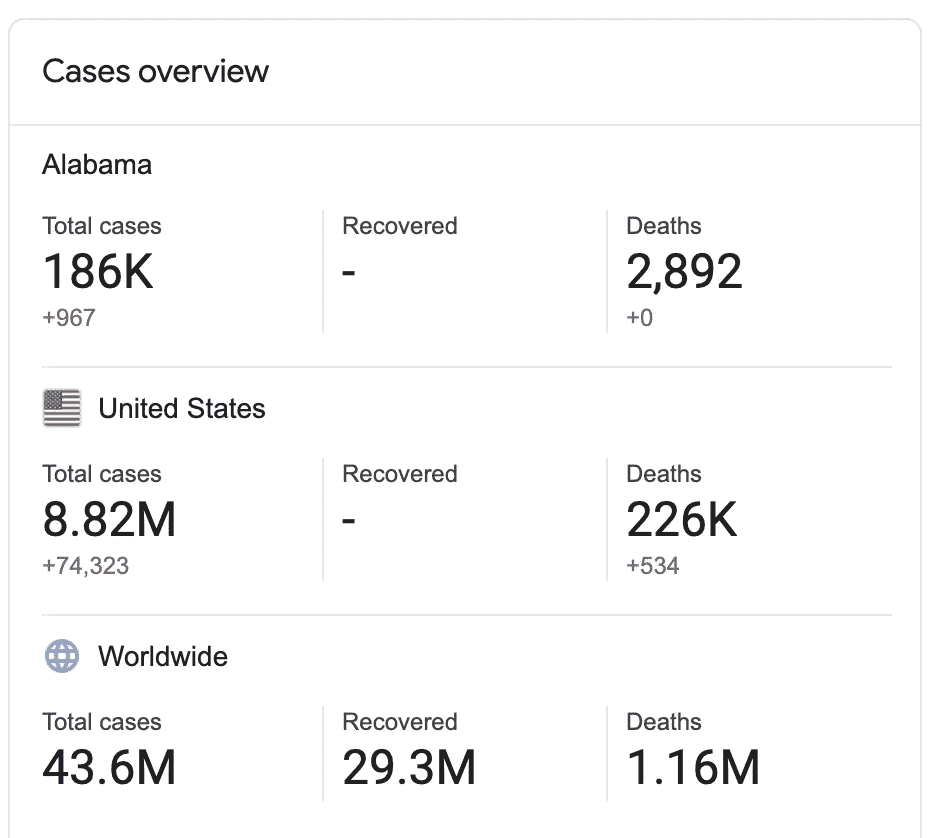 Cases overview
Alabama
Total cases Recovered Deaths
186K - 2,892
+967 +0
United States
Total cases Recovered Deaths
8.82M - 226K
+74,323 +534
Worldwide
Total cases Recovered Deaths
43.6M 29.3M 1.16M